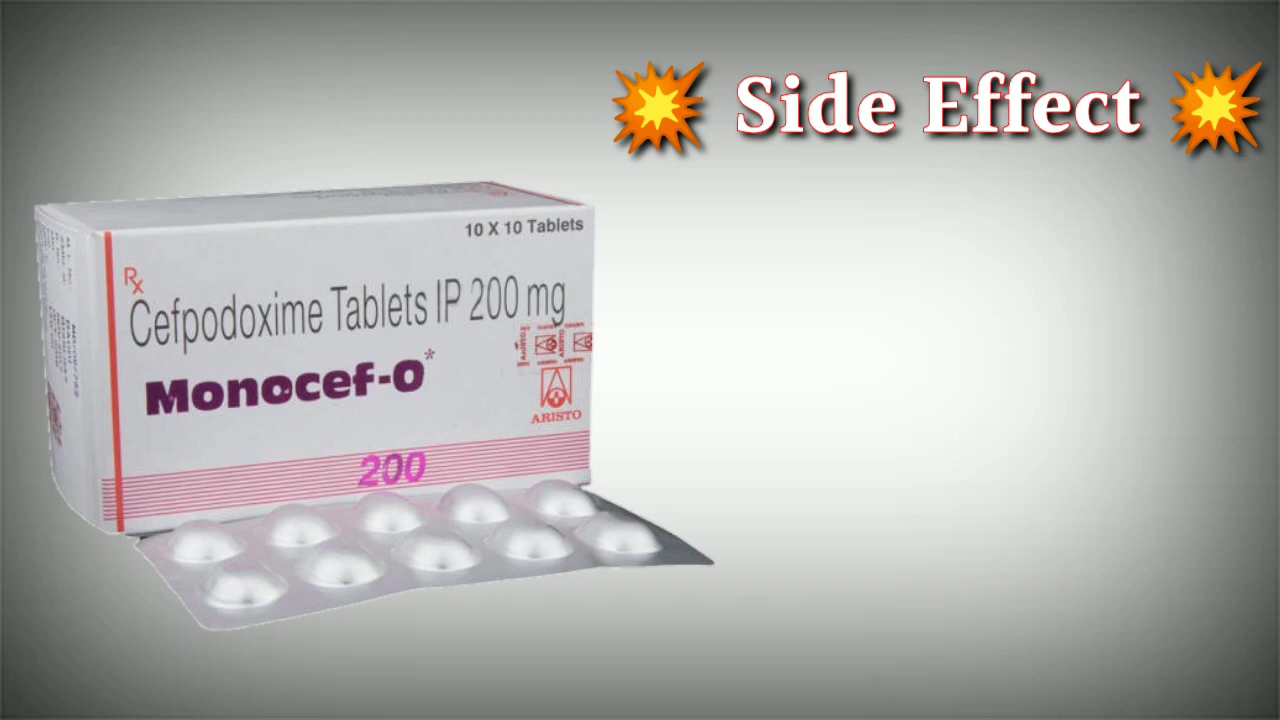 Side Effect
10 X 10 Tablets
Rx
Cefpodoxime Tablets IP 200 mg
Monocef-O*
ARISTO
200